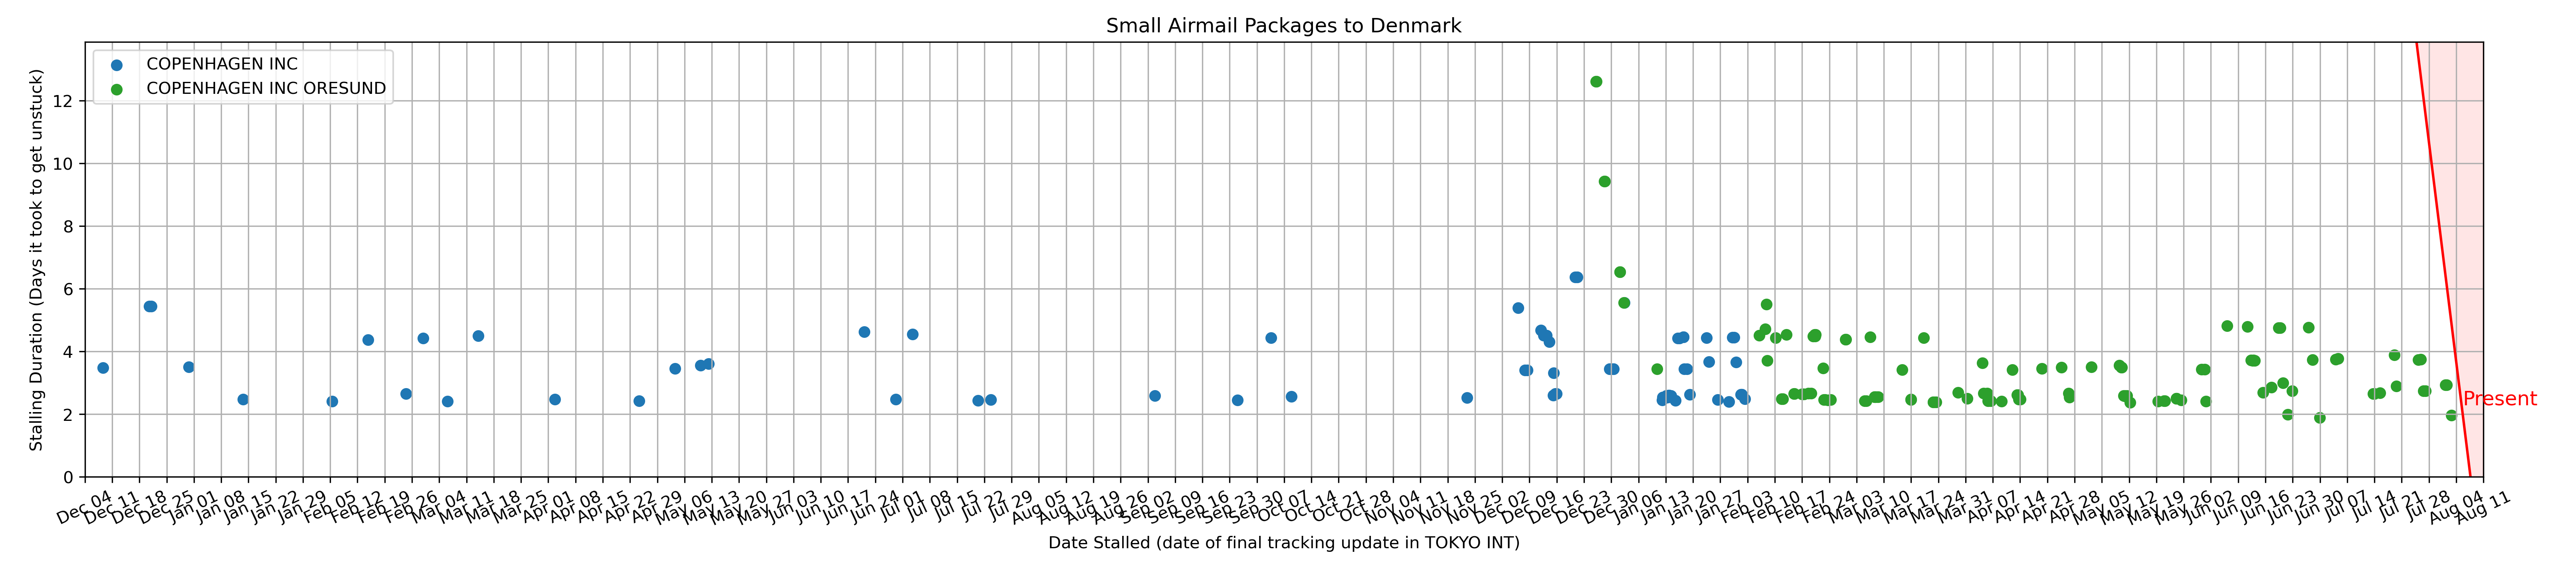 Small Airmail Packages to Denmark
COPENHAGEN INC
COPENHAGEN INC ORESUND
Stalling Duration (Days it took to get unstuck)
12
10
8
6
4
2
0
Present
Dec 04
Dec 11
Dec 18
Dec 25
Jan 01
Jan 08
Jan 15
Jan 22
Jan 29
Feb 05
Feb 12
Feb 19
Feb 26
Mar 04
Mar 11
Mar 18
Mar 25
Apr 01
Apr 08
Apr 15
Apr 22
Apr 29
May 06
May 13
May 20
May 27
Jun 03
Jun 10
Jun 17
Jun 24
Jul 01
Jul 08
Jul 15
Jul 22
Jul 29
Aug 05
Aug 12
Aug 19
Aug 26
Sep 02
Sep 09
Sep 16
Sep 23
Sep 30
Oct 07
Oct 14
Oct 21
Oct 28
Nov 04
Nov 11
Nov 18
Nov 25
Dec 02
Dec 09
Dec 16
Dec 23
Dec 30
Jan 06
Jan 13
Jan 20
Jan 27
Feb 03
Feb 10
Feb 17
Feb 24
Mar 03
Mar 10
Mar 17
Mar 24
Mar 31
Apr 07
Apr 14
Apr 21
Apr 28
May 05
May 12
May 19
May 26
Jun 02
Jun 09
Jun 16
Jun 23
Jun 30
Jul 07
Jul 14
Jul 21
Jul 28
Aug 04
Aug 11
Date Stalled (date of final tracking update in TOKYO INT)